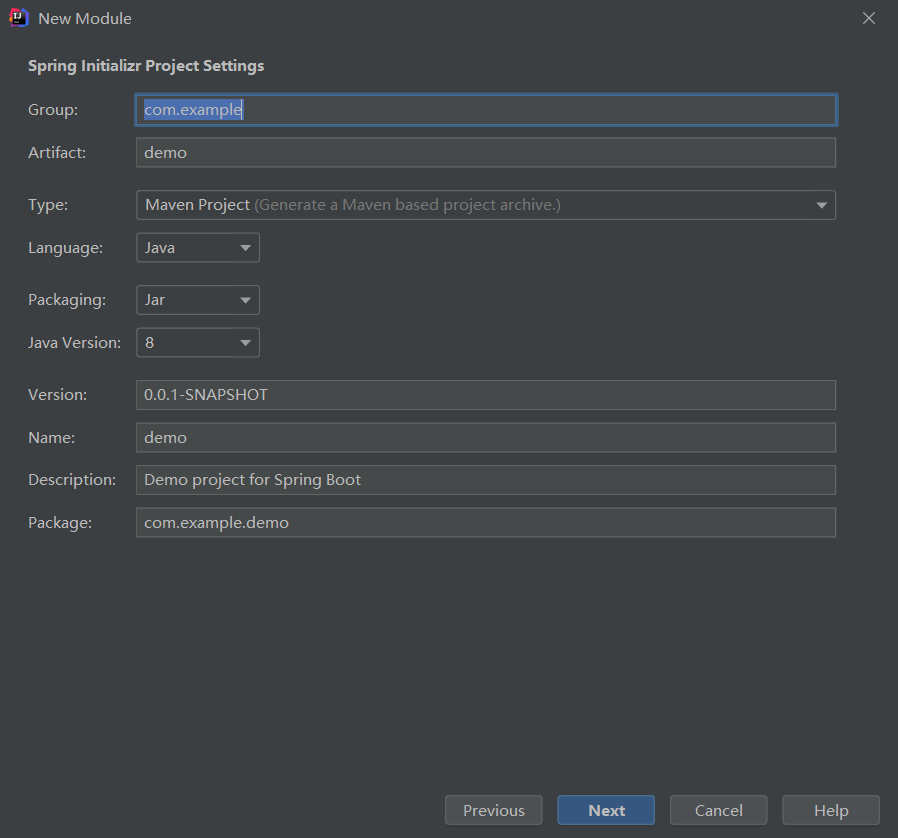 New Module
Spring Initializr Project Settings
Group: com.example
Artifact: demo
Type: Maven Project (Generate a Maven based project archive.)
Language: Java
Packaging: Jar
Java Version: 8
Version: 0.0.1-SNAPSHOT
Name: demo
Description: Demo project for Spring Boot
Package: com.example.demo
Previous Next Cancel Help